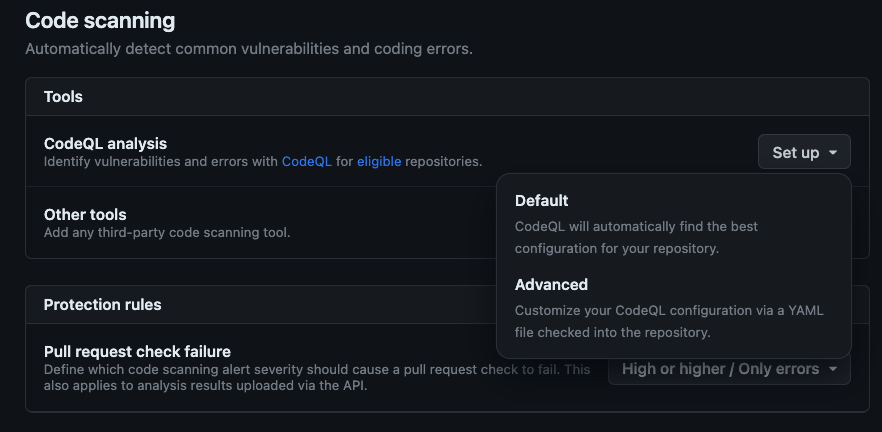 Code scanning
Automatically detect common vulnerabilities and coding errors.
Tools
CodeQL analysis
Identify vulnerabilities and errors with CodeQL for eligible repositories.
Set up
Default
CodeQL will automatically find the best
configuration for your repository.
Advanced
Customize your CodeQL configuration via a YAML
file checked into the repository.
Other tools
Add any third-party code scanning tool.
Protection rules
Pull request check failure
Define which code scanning alert severity should cause a pull request check to fail. This
also applies to analysis results uploaded via the API.
High or higher / Only errors